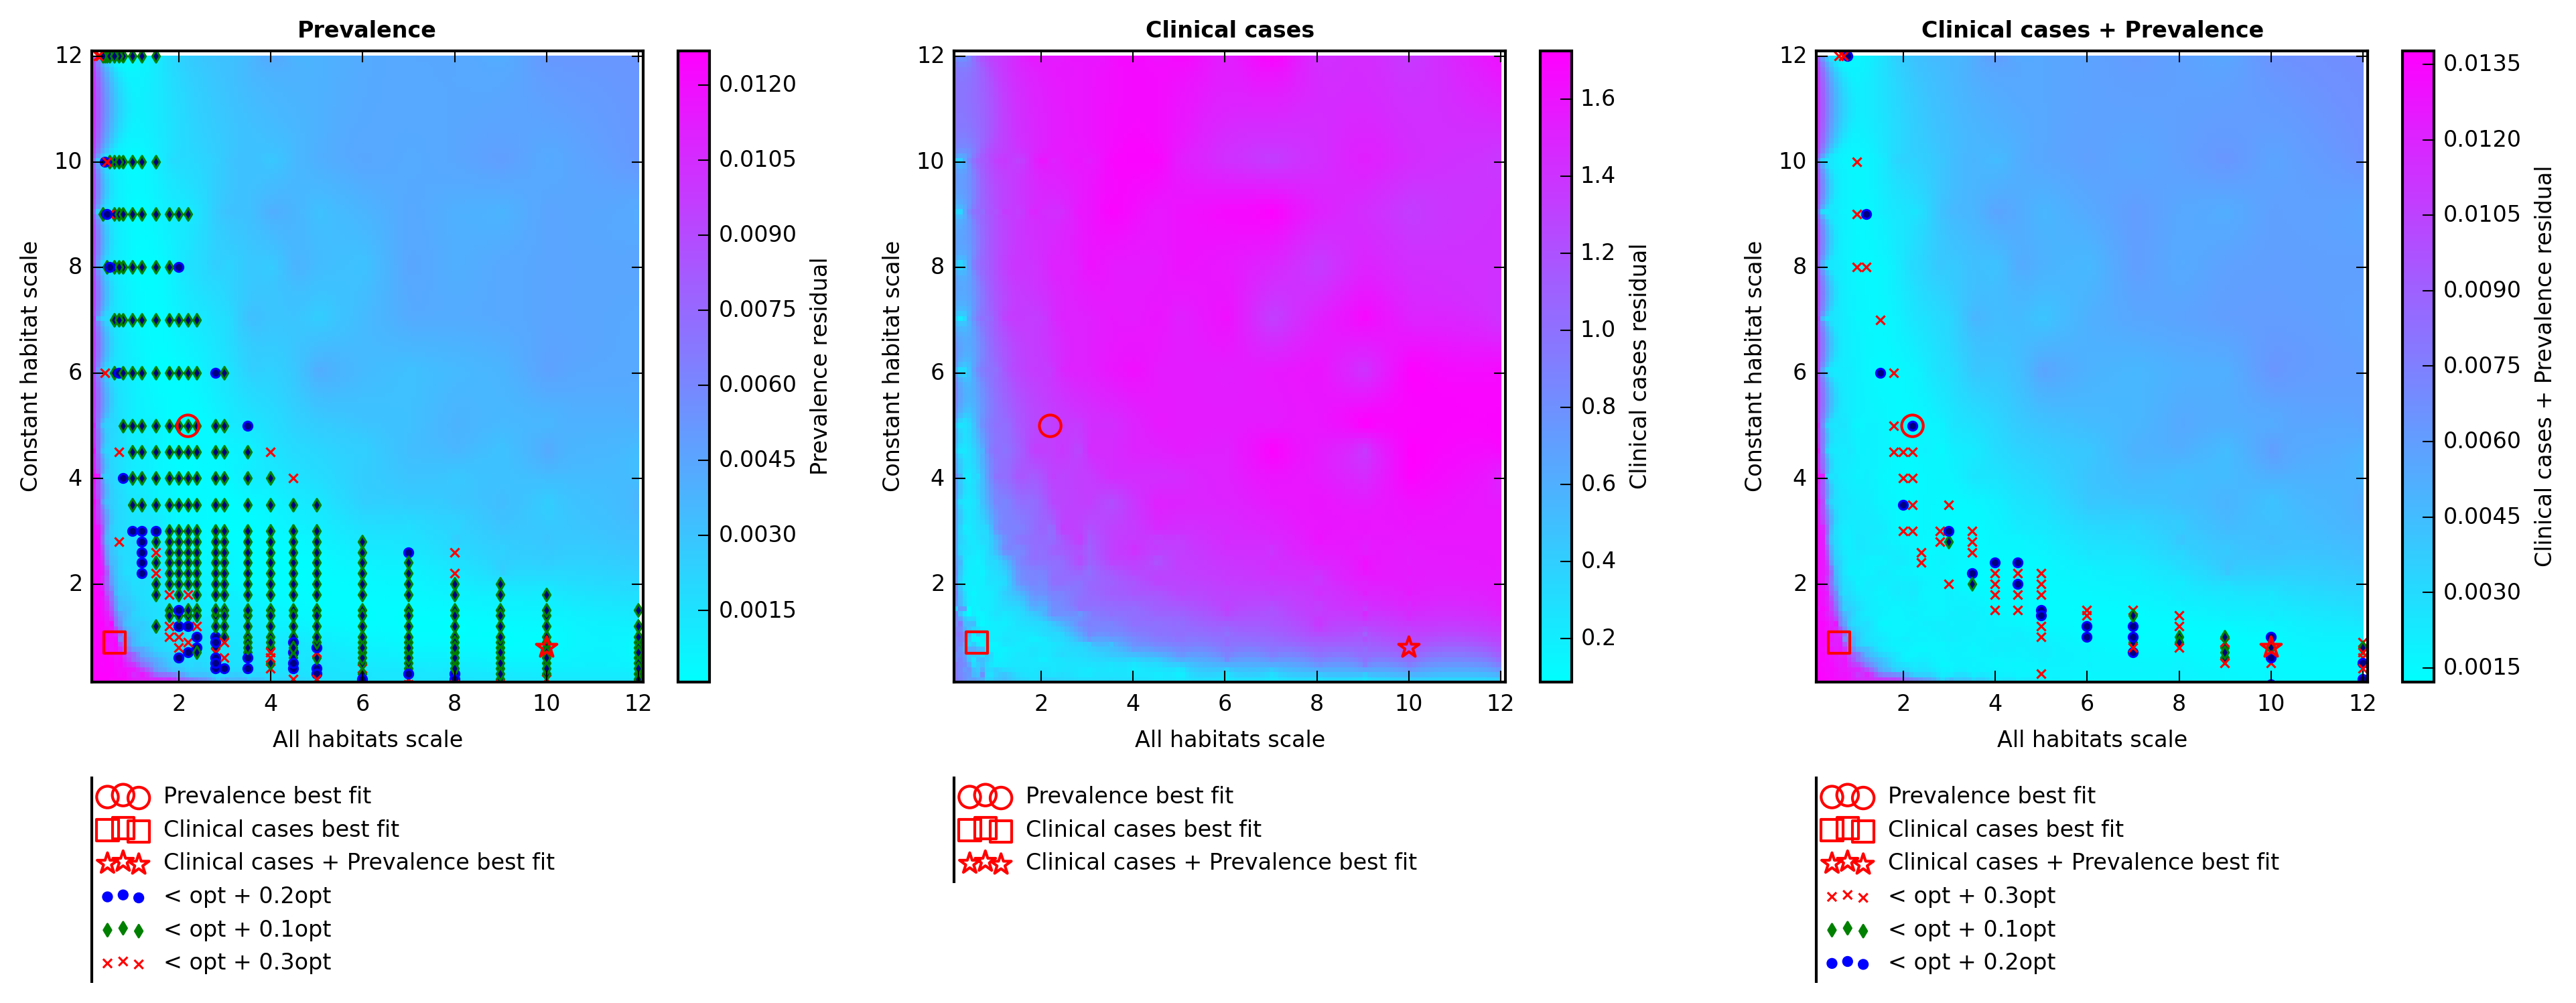 Prevalence
Constant habitat scale
12
10
8
6
4
2
2 4 6 8 10 12
All habitats scale
0.0120
0.0105
0.0090
0.0075
0.0060
0.0045
0.0030
0.0015
Prevalence residual
Prevalence best fit
Clinical cases best fit
Clinical cases + Prevalence best fit
< opt + 0.2opt
< opt + 0.1opt
< opt + 0.3opt
Clinical cases
Constant habitat scale
12
10
8
6
4
2
2 4 6 8 10 12
All habitats scale
1.6
1.4
1.2
1.0
0.8
0.6
0.4
0.2
Clinical cases residual
Prevalence best fit
Clinical cases best fit
Clinical cases + Prevalence best fit
Clinical cases + Prevalence
Constant habitat scale
12
10
8
6
4
2
2 4 6 8 10 12
All habitats scale
0.0135
0.0120
0.0105
0.0090
0.0075
0.0060
0.0045
0.0030
0.0015
Clinical cases + Prevalence residual
Prevalence best fit
Clinical cases best fit
Clinical cases + Prevalence best fit
< opt + 0.3opt
< opt + 0.1opt
< opt + 0.2opt